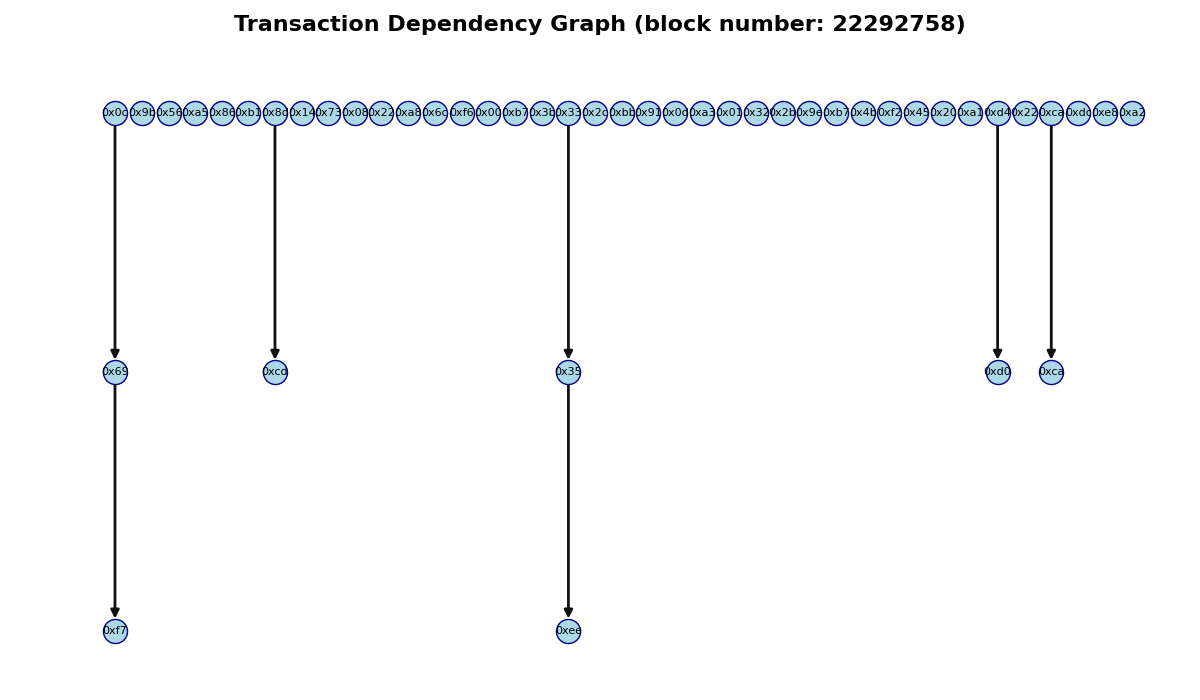 Transaction Dependency Graph (block number: 22292758)
0x0c 0x9b 0x56 0xa5 0x86 0xb1 0x8c 0x14 0x73 0x08 0x22 0xa8 0x6c 0xf6 0x00 0xb7 0x3b 0x33 0x2c 0xbb 0x91 0x0d 0xa3 0x01 0x32 0x2b 0x9e 0xb7 0x4b 0xf2 0x45 0x20 0xa1 0xd4 0x22 0xca 0xdc 0xe8 0xa2
0x69 0xcd 0x35 0xd0 0xca
0xf7 0xee